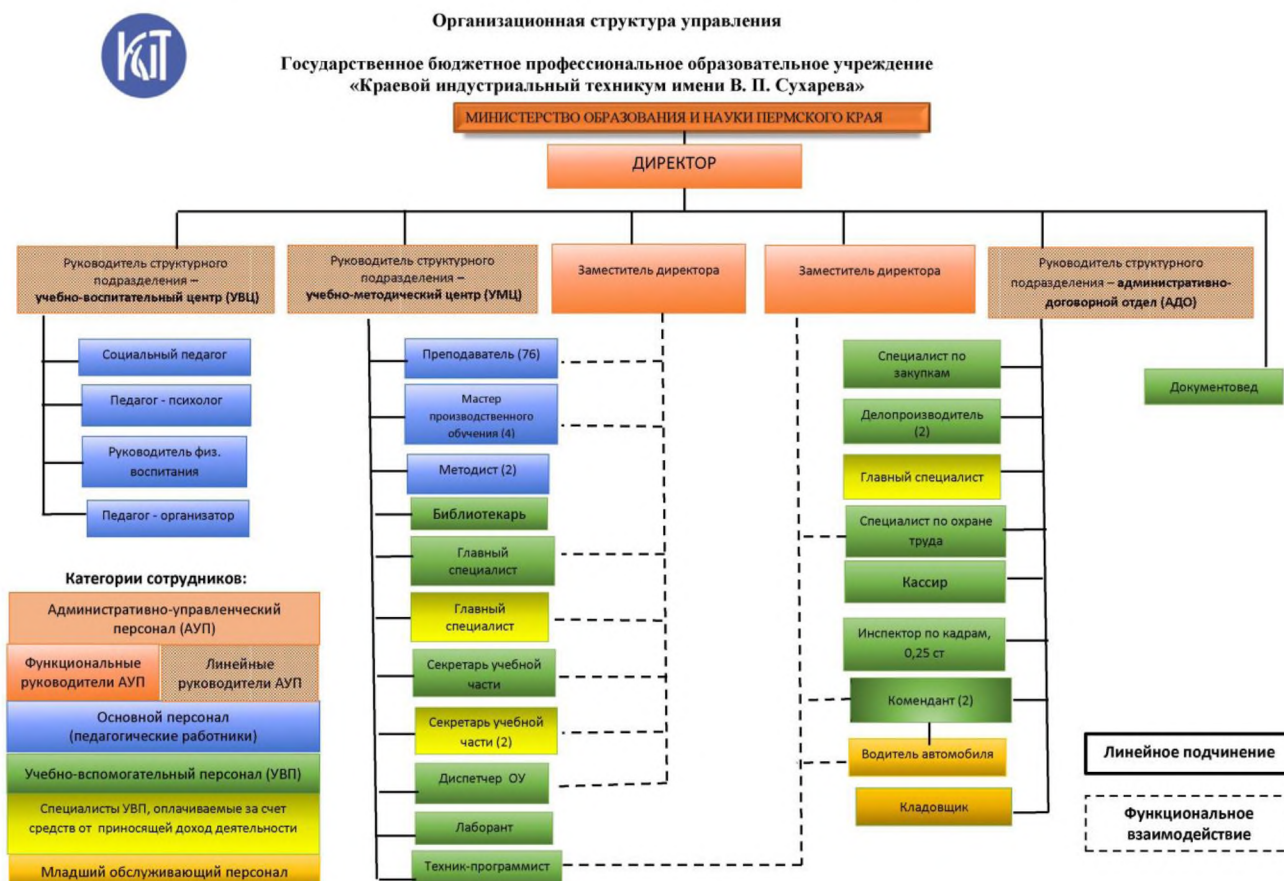 КИТ
Организационная структура управления
Государственное бюджетное профессиональное образовательное учреждение
«Краевой индустриальный техникум имени В. П. Сухарева»
МИНИСТЕРСТВО ОБРАЗОВАНИЯ И НАУКИ ПЕРМСКОГО КРАЯ
ДИРЕКТОР
Руководитель структурного
подразделения –
учебно-воспитательный центр (УВЦ)
Руководитель структурного
подразделения –
учебно-методический центр (УМЦ)
Заместитель директора
Заместитель директора
Руководитель структурного
подразделения – административно-
договорной отдел (АДО)
Социальный педагог
Педагог - психолог
Руководитель физ.
воспитания
Педагог - организатор
Преподаватель (76)
Мастер
производственного
обучения (4)
Методист (2)
Библиотекарь
Главный
специалист
Главный
специалист
Секретарь учебной
части
Секретарь учебной
части (2)
Диспетчер ОУ
Лаборант
Техник-программист
Специалист по
закупкам
Делопроизводитель
(2)
Главный специалист
Специалист по охране
труда
Кассир
Инспектор по кадрам,
0,25 ст
Комендант (2)
Водитель автомобиля
Кладовщик
Документовед
Категории сотрудников:
Административно-управленческий
персонал (АУП)
Функциональные
руководители АУП
Линейные
руководители АУП
Основной персонал
(педагогические работники)
Учебно-вспомогательный персонал (УВП)
Специалисты УВП, оплачиваемые за счет
средств от приносящей доход деятельности
Младший обслуживающий персонал
Линейное подчинение
Функциональное
взаимодействие